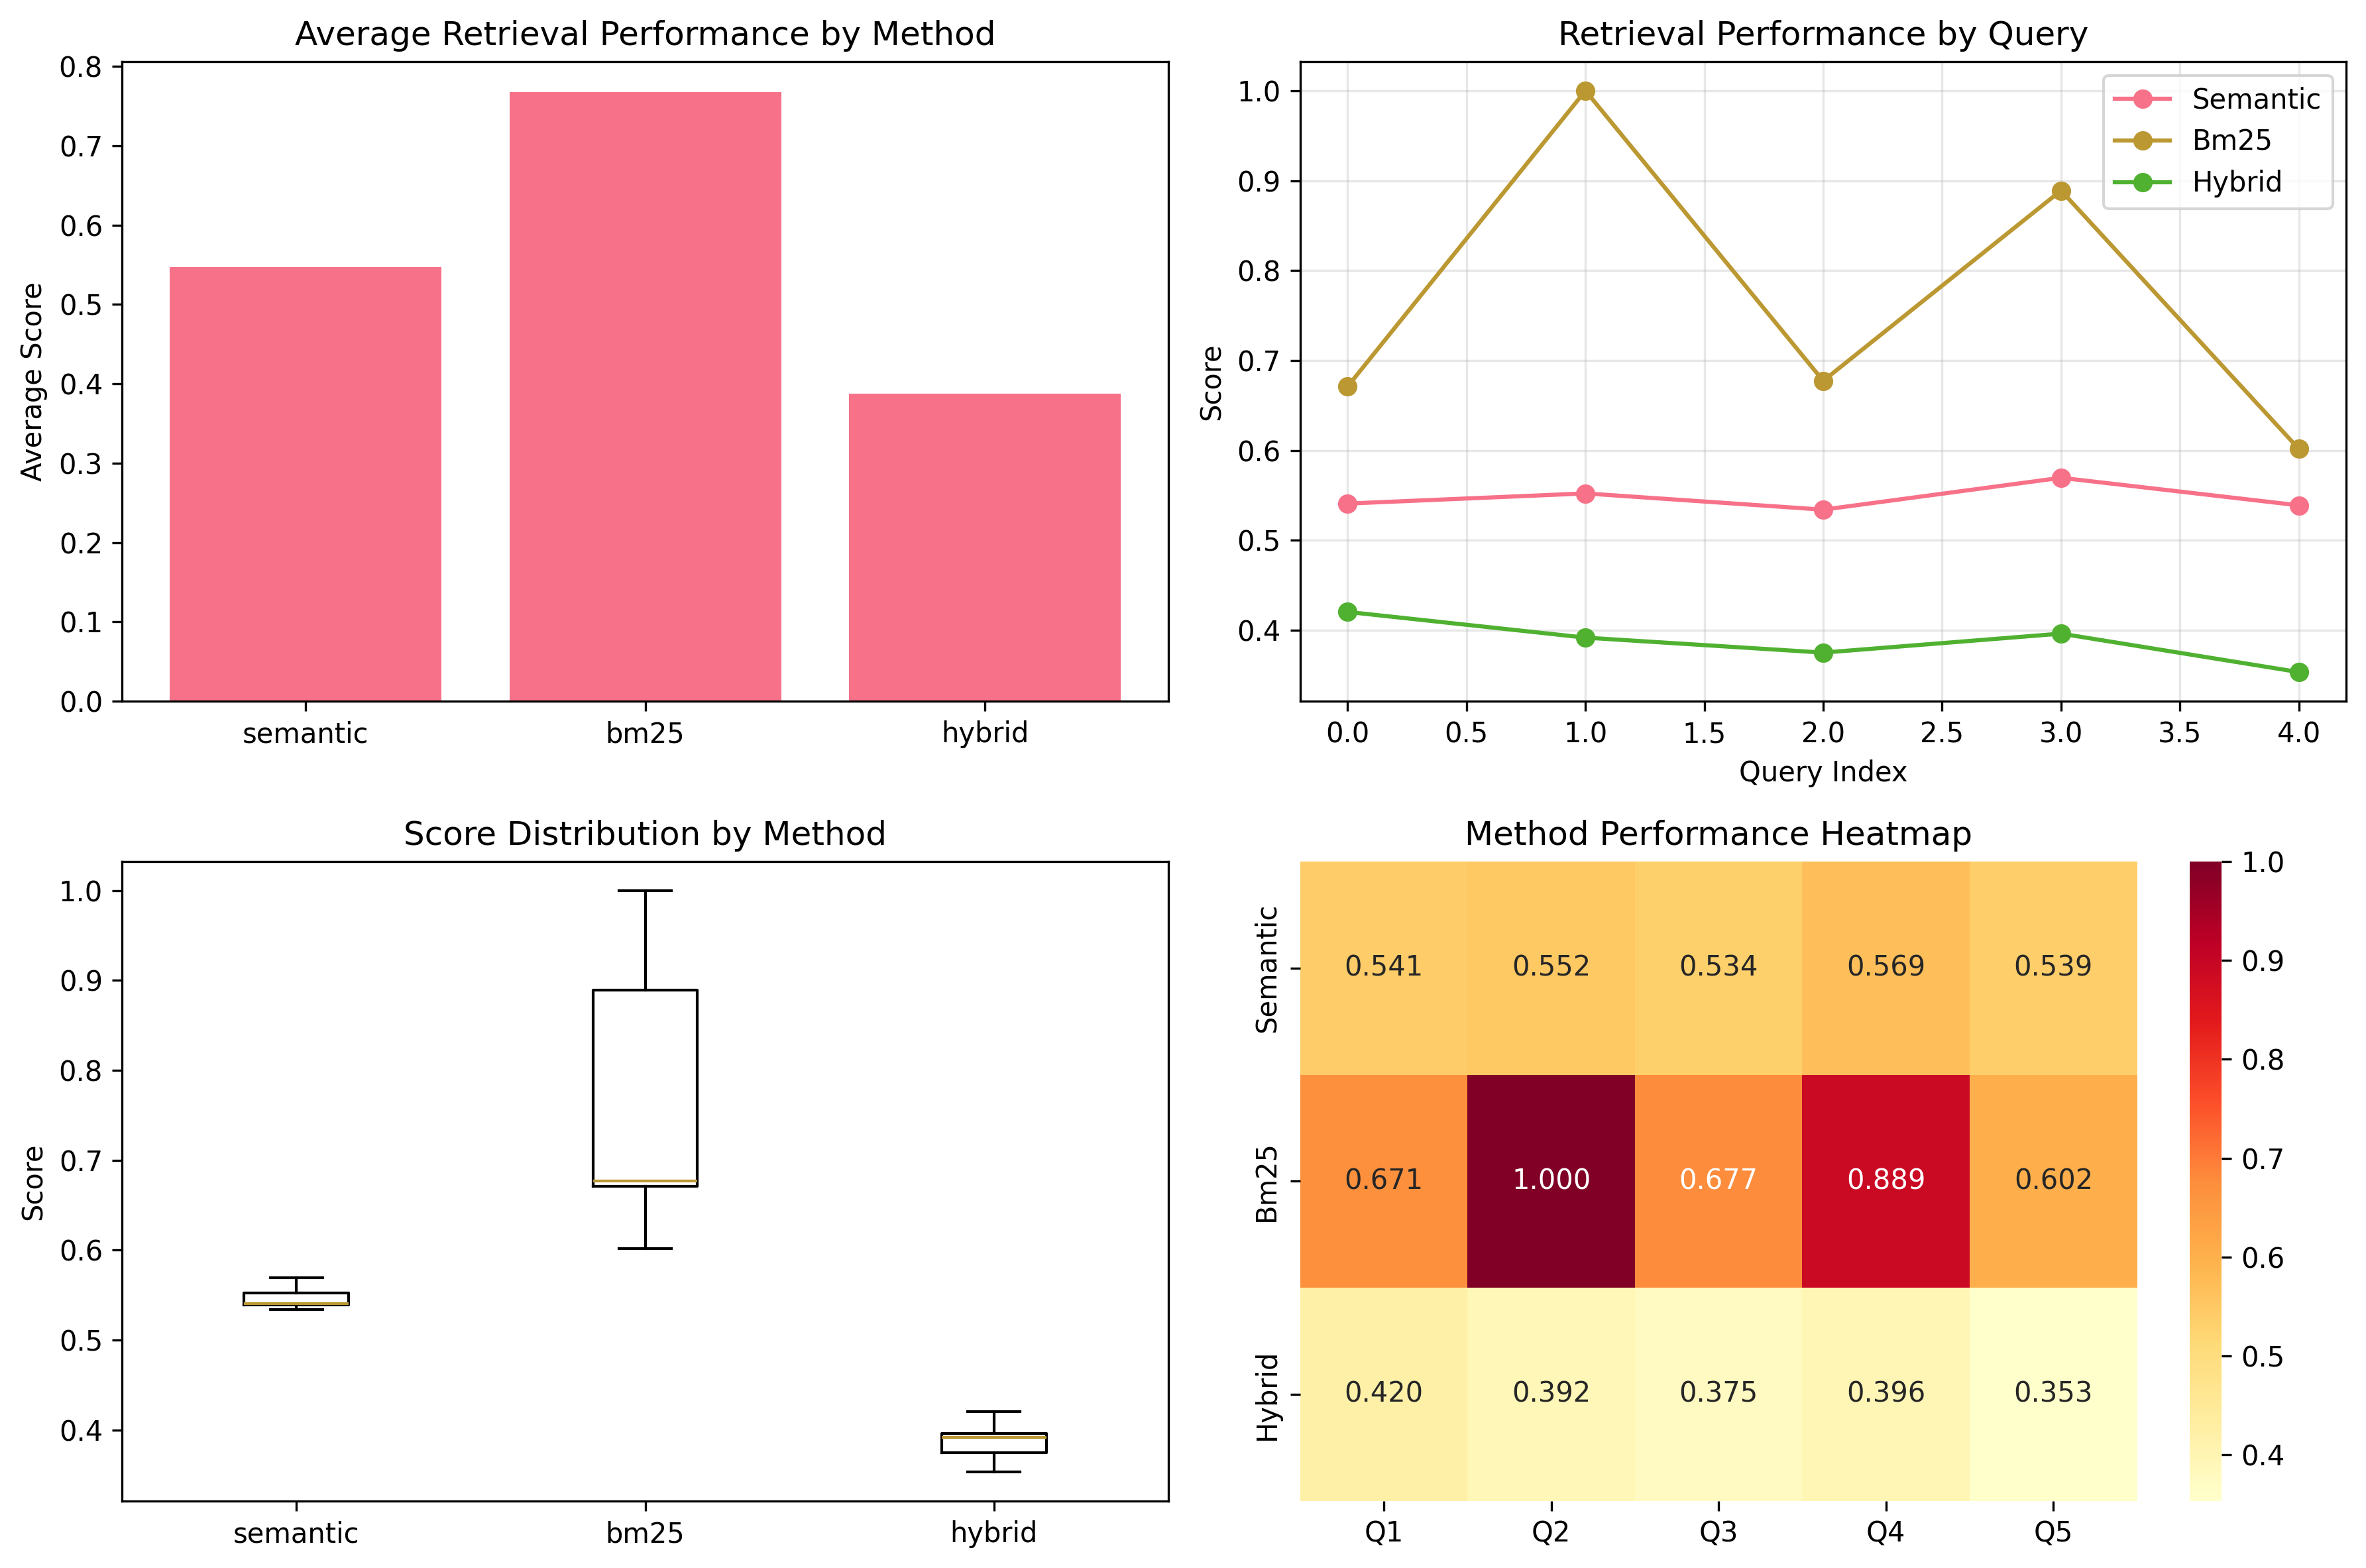 Average Retrieval Performance by Method
0.8
0.7
0.6
0.5
0.4
0.3
0.2
0.1
0.0
Average Score
semantic bm25 hybrid
Retrieval Performance by Query
1.0
0.9
0.8
0.7
0.6
0.5
0.4
Score
Semantic
Bm25
Hybrid
0.0 0.5 1.0 1.5 2.0 2.5 3.0 3.5 4.0
Query Index
Score Distribution by Method
1.0
0.9
0.8
0.7
0.6
0.5
0.4
Score
semantic bm25 hybrid
Method Performance Heatmap
Semantic
0.541 0.552 0.534 0.569 0.539
Bm25
0.671 1.000 0.677 0.889 0.602
Hybrid
0.420 0.392 0.375 0.396 0.353
Q1 Q2 Q3 Q4 Q5
1.0
0.9
0.8
0.7
0.6
0.5
0.4